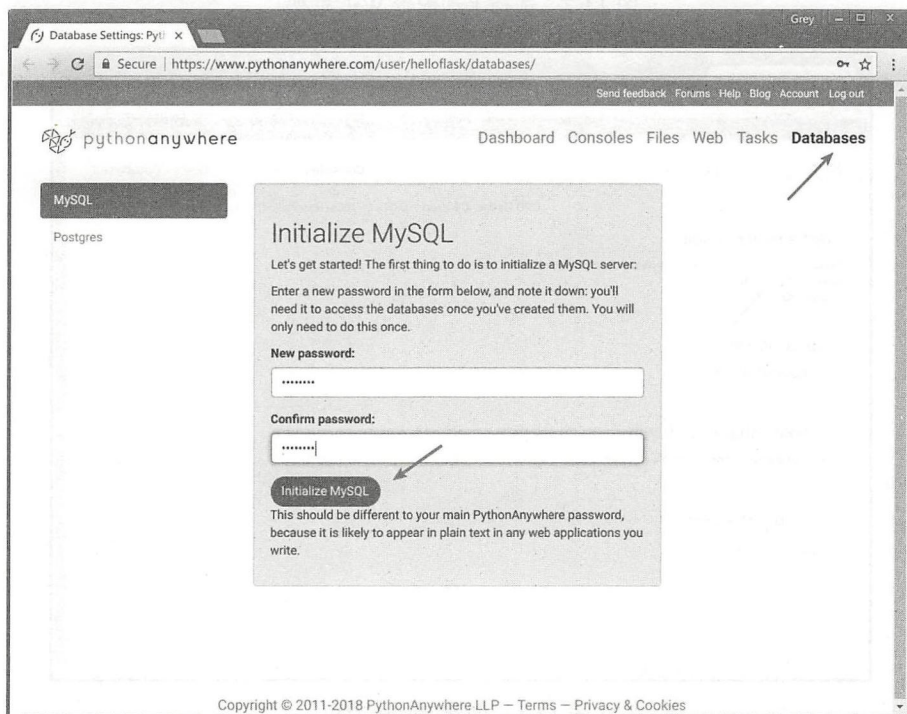 Grey
Database Settings: Pyt
Secure | https://www.pythonanywhere.com/user/helloflask/databases/
Send feedback Forums Help Blog Account Log out
pythonanywhere
Dashboard Consoles Files Web Tasks Databases
MySQL
Postgres
Initialize MySQL
Let's get started! The first thing to do is to initialize a MySQL server:
Enter a new password in the form below, and note it down: you'll
need it to access the databases once you've created them. You will
only need to do this once.
New password:
••••••••
Confirm password:
••••••••
Initialize MySQL
This should be different to your main PythonAnywhere password,
because it is likely to appear in plain text in any web applications you
write.
Copyright © 2011-2018 PythonAnywhere LLP — Terms — Privacy & Cookies